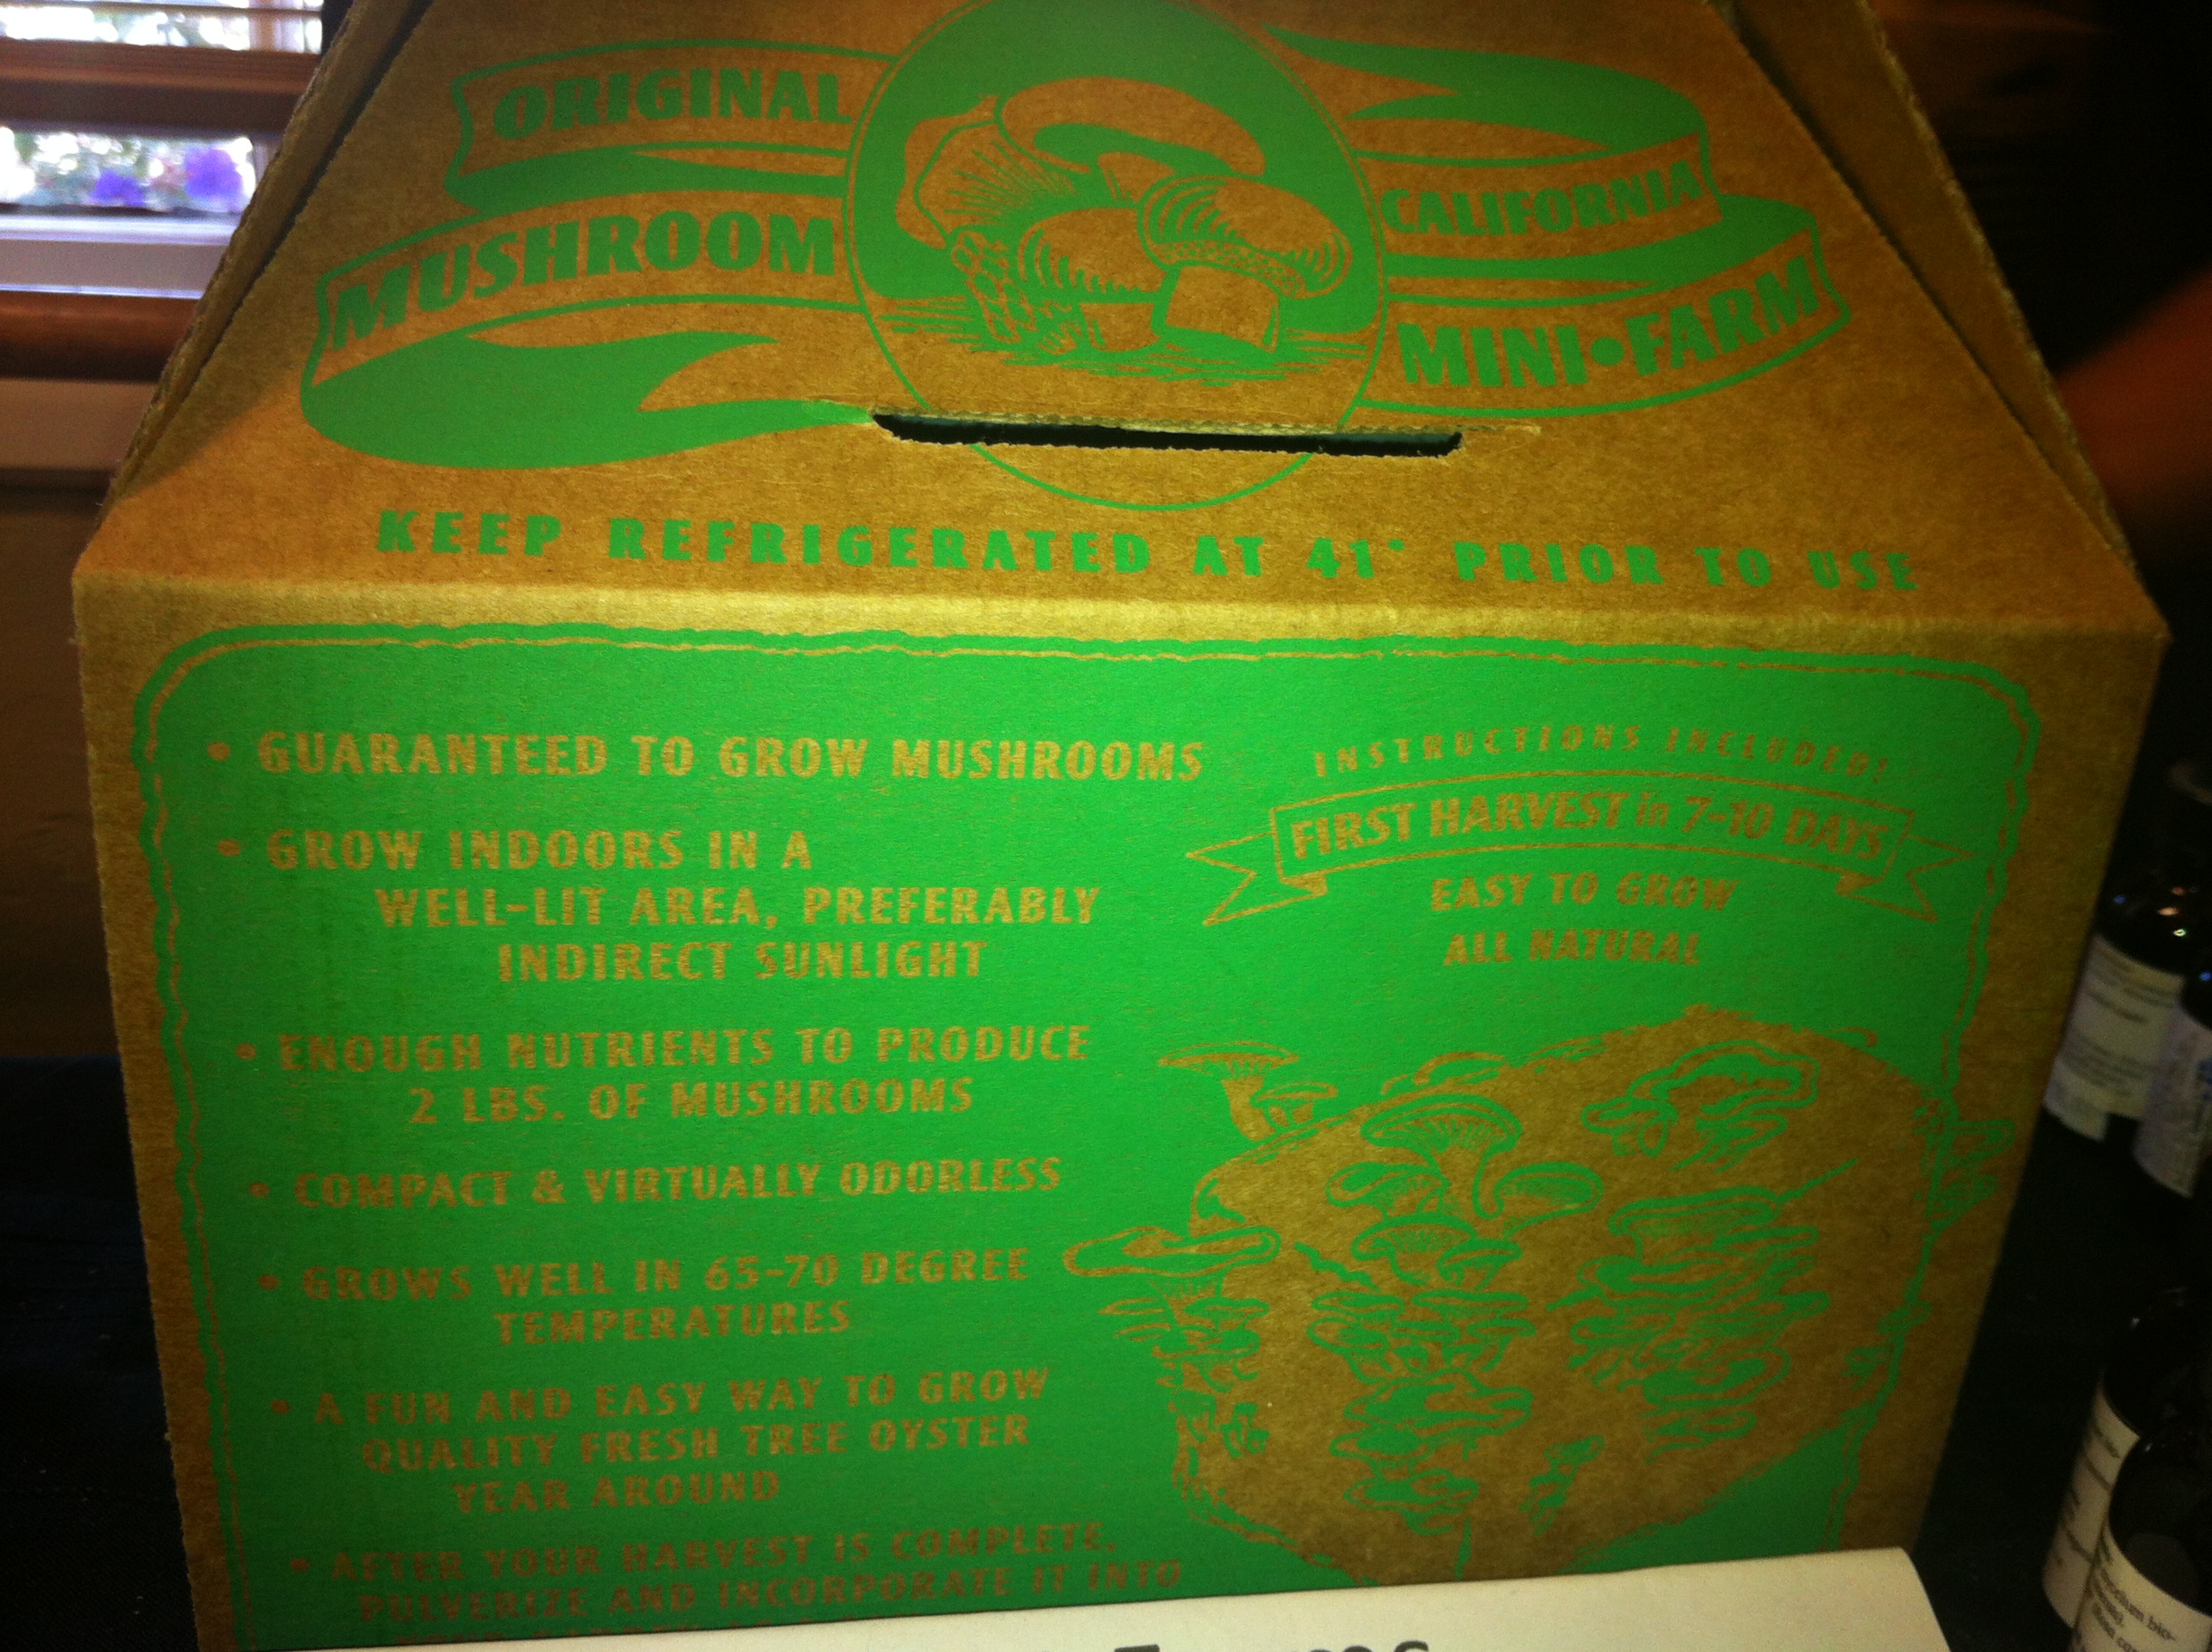 ORIGINAL
MUSHROOM
CALIFORNIA
MINI•FARM
KEEP REFRIGERATED AT 41° PRIOR TO USE
• GUARANTEED TO GROW MUSHROOMS
• GROW INDOORS IN A
WELL-LIT AREA, PREFERABLY
INDIRECT SUNLIGHT
• ENOUGH NUTRIENTS TO PRODUCE
2 LBS. OF MUSHROOMS
• COMPACT & VIRTUALLY ODORLESS
• GROWS WELL IN 65-70 DEGREE
TEMPERATURES
• A FUN AND EASY WAY TO GROW
QUALITY FRESH TREE OYSTER
YEAR AROUND
• AFTER YOUR HARVEST IS COMPLETE,
PULVERIZE AND INCORPORATE IT INTO
INSTRUCTIONS INCLUDED!
FIRST HARVEST in 7-10 DAYS
EASY TO GROW
ALL NATURAL